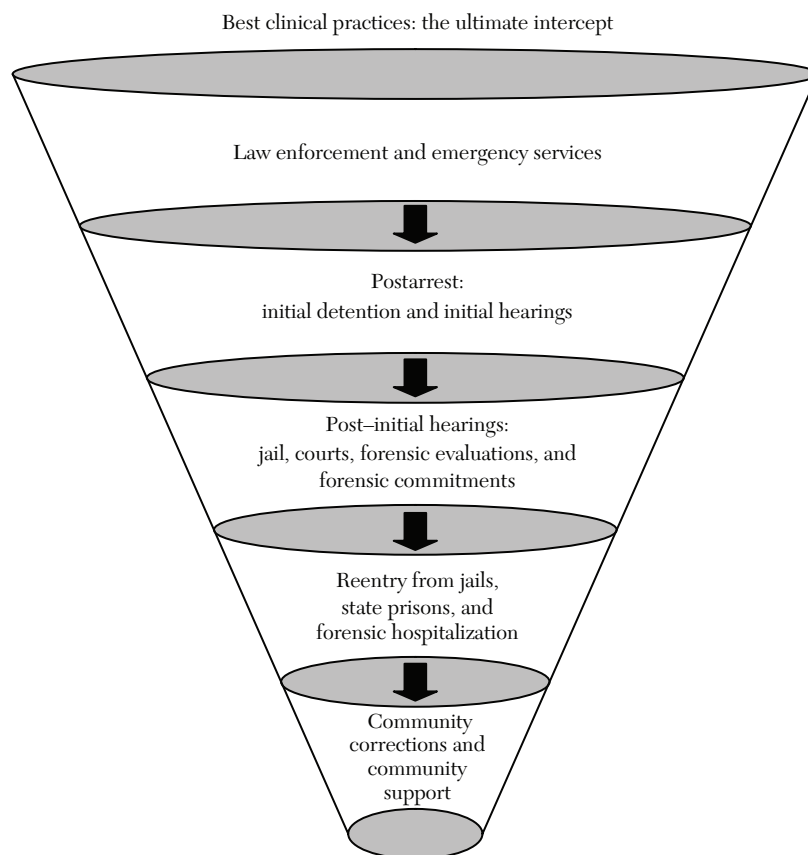 Best clinical practices: the ultimate intercept
Law enforcement and emergency services
Postarrest:
initial detention and initial hearings
Post–initial hearings:
jail, courts, forensic evaluations, and
forensic commitments
Reentry from jails,
state prisons, and
forensic hospitalization
Community
corrections and
community
support